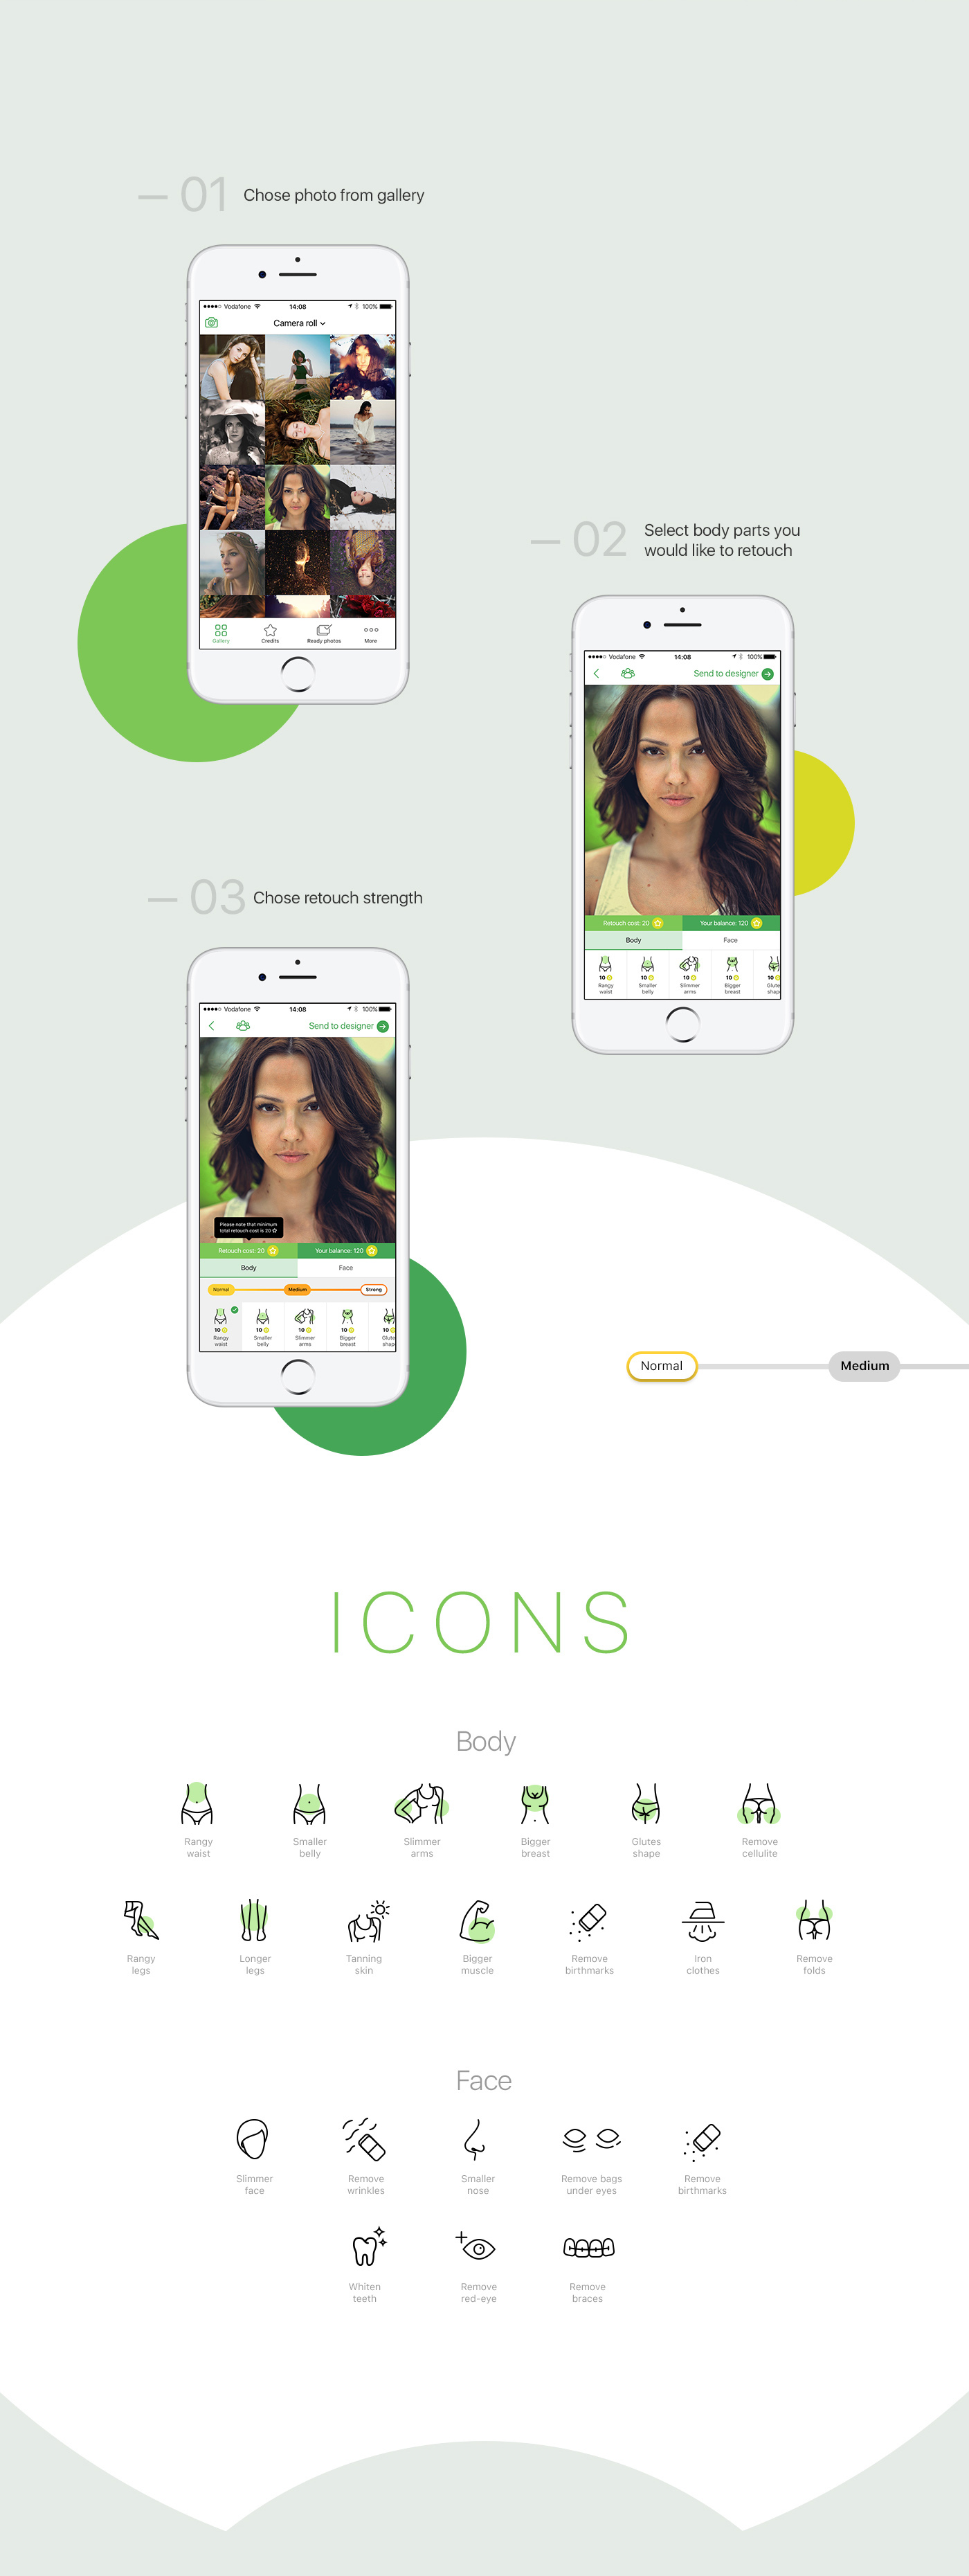 01 Chose photo from gallery
Vodafone 14:08 100%
Camera roll
Gallery Credits Ready photos More
02 Select body parts you
would like to retouch
Vodafone 14:08 100%
Send to designer
Retouch cost: 20 Your balance: 120
Body Face
10 10 10 10
Rangy Smaller Slimmer Bigger Glute
waist belly arms breast shap
03 Chose retouch strength
Vodafone 14:08 100%
Send to designer
Please note that minimum
total retouch cost is 20
Retouch cost: 20 Your balance: 120
Body Face
Normal Medium Strong
10 10 10 10
Rangy Smaller Slimmer Bigger Glute
waist belly arms breast shap
Normal Medium
ICONS
Body
Rangy Smaller Slimmer Bigger Glutes Remove
waist belly arms breast shape cellulite
Rangy Longer Tanning Bigger Remove Iron Remove
legs legs skin muscle birthmarks clothes folds
Face
Slimmer Remove Smaller Remove bags Remove
face wrinkles nose under eyes birthmarks
Whiten Remove Remove
teeth red-eye braces